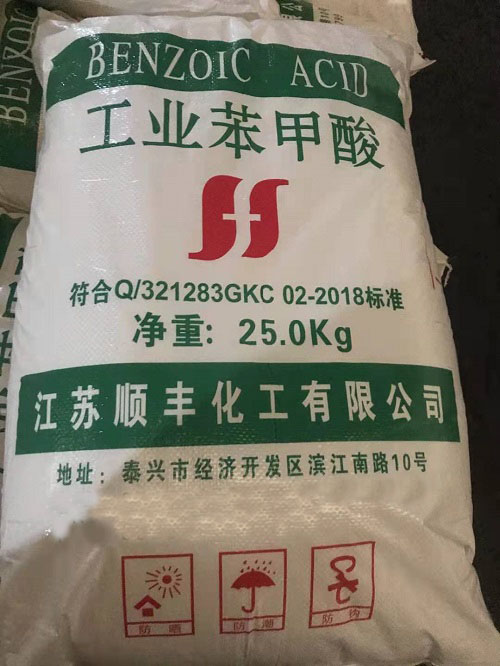 BENZOIC ACID
工业苯甲酸
符合Q/321283GKC 02-2018标准
净重: 25.0Kg
江苏顺丰化工有限公司
地址: 泰兴市经济开发区滨江南路10号
防晒 防潮 防钩
BENZOIC